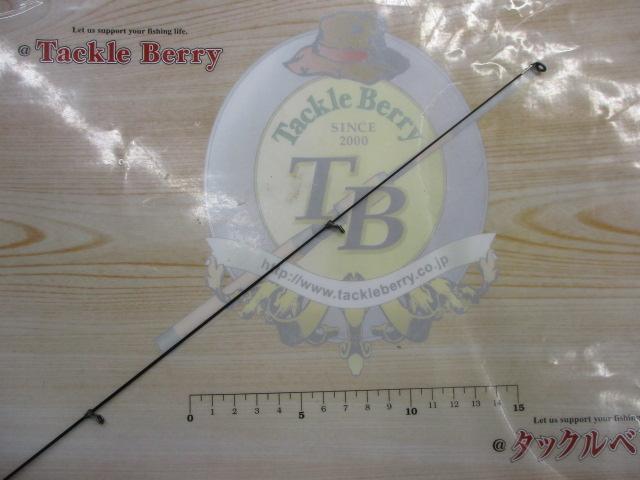 Let us support your fishing life.
@ Tackle Berry
Tackle Berry
SINCE
2000
TB
http://www.tackleberry.co.jp
0 1 2 3 4 5 6 7 8 9 10 11 12 13 14 15
Let us support your fishing
@ タックルベ